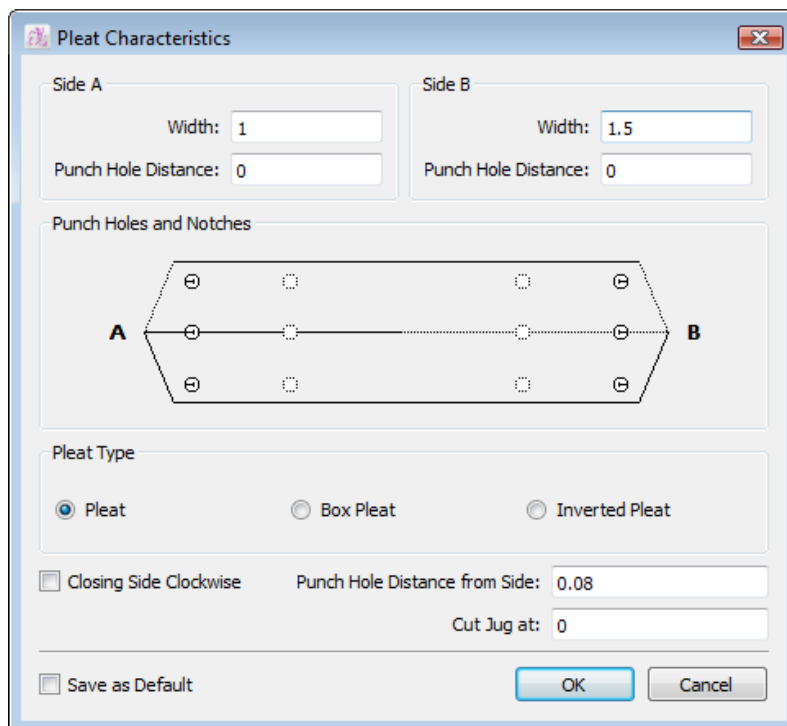 Pleat Characteristics
Side A
Side B
Width: 1
Width: 1.5
Punch Hole Distance: 0
Punch Hole Distance: 0
Punch Holes and Notches
A B
Pleat Type
Pleat Box Pleat Inverted Pleat
Closing Side Clockwise Punch Hole Distance from Side: 0.08
Cut Jug at: 0
Save as Default OK Cancel